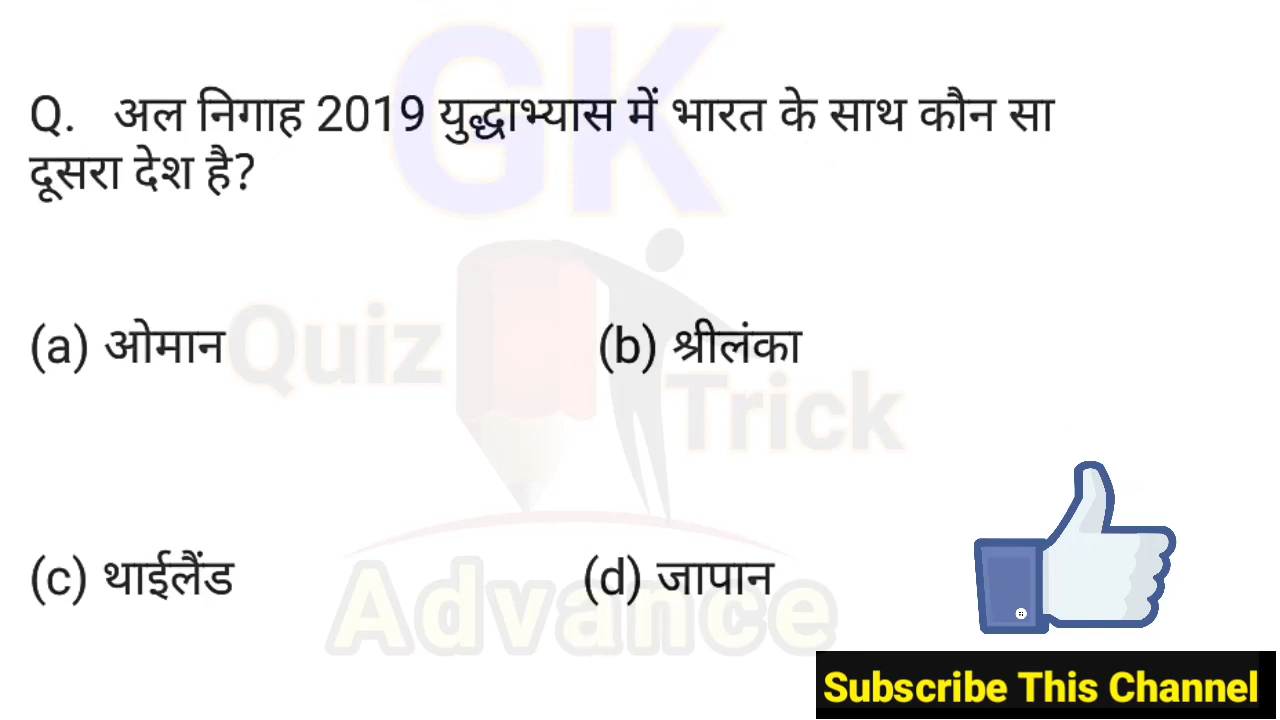 GK
Q. अल निगाह 2019 युद्धाभ्यास में भारत के साथ कौन सा
दूसरा देश है?
(a) ओमान
(b) श्रीलंका
Quiz
Trick
(c) थाईलैंड
(d) जापान
Advance
Subscribe This Channel